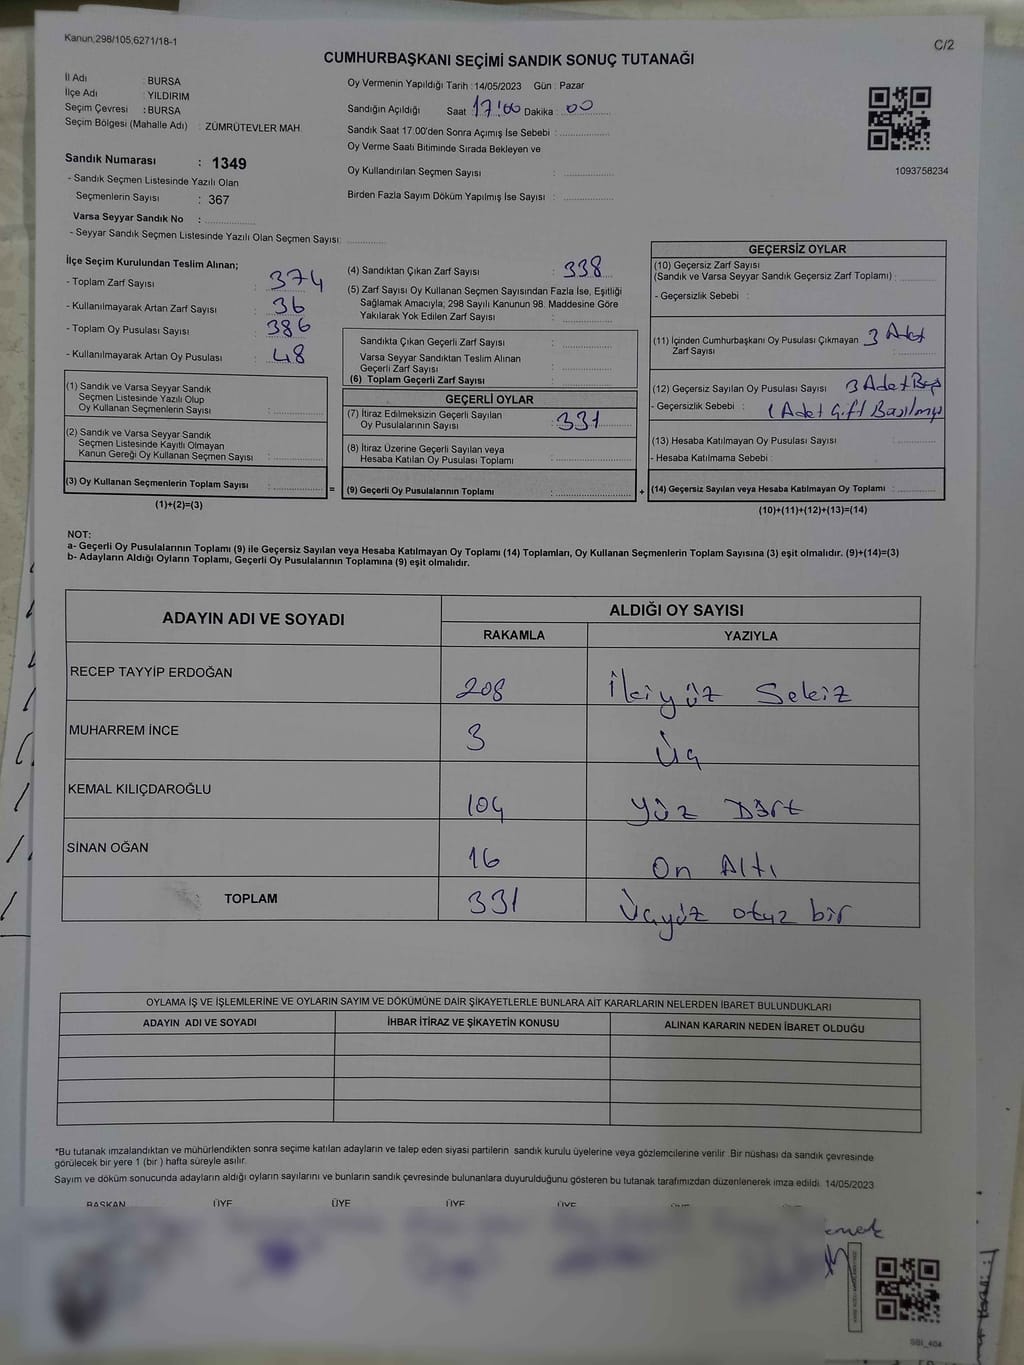 Kanun;298/105,6271/18-1
C/2
CUMHURBAŞKANI SEÇİMİ SANDIK SONUÇ TUTANAĞI
İl Adı : BURSA
İlçe Adı : YILDIRIM
Seçim Çevresi : BURSA
Seçim Bölgesi (Mahalle Adı) : ZÜMRÜTEVLER MAH.
Sandık Numarası : 1349
- Sandık Seçmen Listesinde Yazılı Olan
Seçmenlerin Sayısı : 367
Varsa Seyyar Sandık No :
- Seyyar Sandık Seçmen Listesinde Yazılı Olan Seçmen Sayısı:
Oy Vermenin Yapıldığı Tarih : 14/05/2023 Gün : Pazar
Sandığın Açıldığı Saat 17:00 Dakika : 00
Sandık Saat 17.00'den Sonra Açımış İse Sebebi :
Oy Verme Saati Bitiminde Sırada Bekleyen ve
Oy Kullandırılan Seçmen Sayısı :
Birden Fazla Sayım Döküm Yapılmış İse Sayısı :
1093758234
İlçe Seçim Kurulundan Teslim Alınan;
- Toplam Zarf Sayısı : 374
- Kullanılmayarak Artan Zarf Sayısı : 36
- Toplam Oy Pusulası Sayısı : 386
- Kullanılmayarak Artan Oy Pusulası : 48
(1) Sandık ve Varsa Seyyar Sandık
Seçmen Listesinde Yazılı Olup
Oy Kullanan Seçmenlerin Sayısı :
(2) Sandık ve Varsa Seyyar Sandık
Seçmen Listesinde Kayıtlı Olmayan
Kanun Gereği Oy Kullanan Seçmen Sayısı :
(3) Oy Kullanan Seçmenlerin Toplam Sayısı :
(1)+(2)=(3)
=
(4) Sandıktan Çıkan Zarf Sayısı : 338
(5) Zarf Sayısı Oy Kullanan Seçmen Sayısından Fazla İse, Eşitliği
Sağlamak Amacıyla; 298 Sayılı Kanunun 98. Maddesine Göre
Yakılarak Yok Edilen Zarf Sayısı :
Sandıkta Çıkan Geçerli Zarf Sayısı :
Varsa Seyyar Sandıktan Teslim Alınan
Geçerli Zarf Sayısı :
(6) Toplam Geçerli Zarf Sayısı :
GEÇERLİ OYLAR
(7) İtiraz Edilmeksizin Geçerli Sayılan
Oy Pusulalarının Sayısı : 331
(8) İtiraz Üzerine Geçerli Sayılan veya
Hesaba Katılan Oy Pusulası Toplamı :
(9) Geçerli Oy Pusulalarının Toplamı :
+
GEÇERSİZ OYLAR
(10) Geçersiz Zarf Sayısı
(Sandık ve Varsa Seyyar Sandık Geçersiz Zarf Toplamı) :
- Geçersizlik Sebebi :
(11) İçinden Cumhurbaşkanı Oy Pusulası Çıkmayan : 3 Adet
Zarf Sayısı
(12) Geçersiz Sayılan Oy Pusulası Sayısı 3 Adet Boş
- Geçersizlik Sebebi : 1 Adet Çift Basılmış
(13) Hesaba Katılmayan Oy Pusulası Sayısı :
- Hesaba Katılmama Sebebi :
(14) Geçersiz Sayılan veya Hesaba Katılmayan Oy Toplamı :
(10)+(11)+(12)+(13)=(14)
NOT:
a- Geçerli Oy Pusulalarının Toplamı (9) ile Geçersiz Sayılan veya Hesaba Katılmayan Oy Toplamı (14) Toplamları, Oy Kullanan Seçmenlerin Toplam Sayısına (3) eşit olmalıdır. (9)+(14)=(3)
b- Adayların Aldığı Oyların Toplamı, Geçerli Oy Pusulalarının Toplamına (9) eşit olmalıdır.
ADAYIN ADI VE SOYADI
ALDIĞI OY SAYISI
RAKAMLA YAZIYLA
RECEP TAYYİP ERDOĞAN 208 İkiyüz Sekiz
MUHARREM İNCE 3 Üç
KEMAL KILIÇDAROĞLU 104 Yüz Dört
SİNAN OĞAN 16 On Altı
TOPLAM 331 Üçyüz otuz bir
OYLAMA İŞ VE İŞLEMLERİNE VE OYLARIN SAYIM VE DÖKÜMÜNE DAİR ŞİKAYETLERLE BUNLARA AİT KARARLARIN NELERDEN İBARET BULUNDUKLARI
ADAYIN ADI VE SOYADI İHBAR İTİRAZ VE ŞİKAYETİN KONUSU ALINAN KARARIN NEDEN İBARET OLDUĞU
*Bu tutanak imzalandıktan ve mühürlendikten sonra seçime katılan adayların ve talep eden siyasi partilerin sandık kurulu üyelerine veya gözlemcilerine verilir. Bir nüshası da sandık çevresinde
görülecek bir yere 1 (bir ) hafta süreyle asılır.
Sayım ve döküm sonucunda adayların aldığı oyların sayılarını ve bunların sandık çevresinde bulunanlara duyurulduğunu gösteren bu tutanak tarafımızdan düzenlenerek imza edildi. 14/05/2023
BAŞKAN ÜYE ÜYE ÜYE ÜYE ÜYE